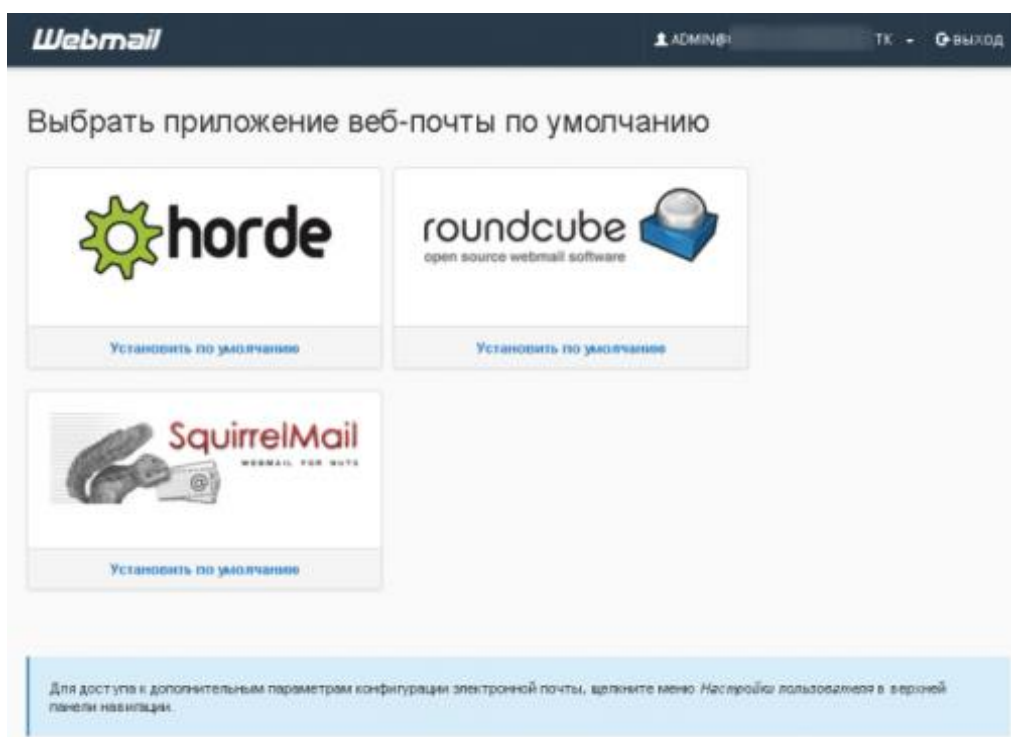 Webmail
ADMIN@ ТК ВЫХОД
Выбрать приложение веб-почты по умолчанию
horde
roundcube
open source webmail software
Установить по умолчанию Установить по умолчанию
SquirrelMail
WEBMAIL FOR NUTS
@
Установить по умолчанию
Для доступа к дополнительным параметрам конфигурации электронной почты, щелкните меню Настройки пользователя в верхней
панели навигации.